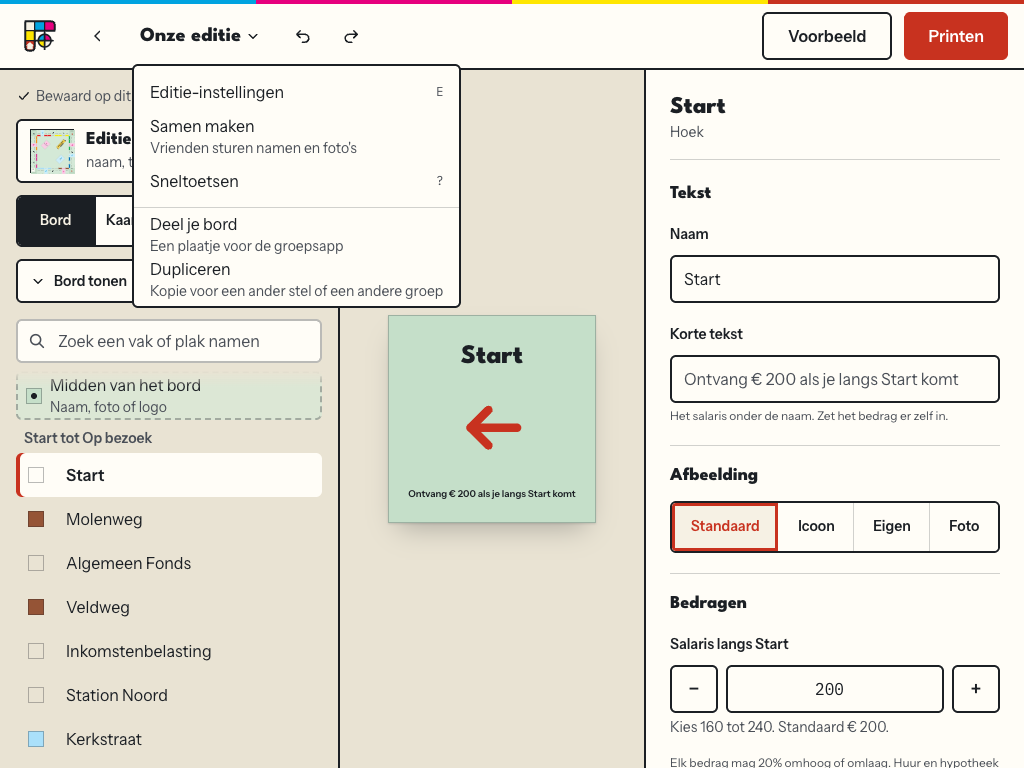 Onze editie
Voorbeeld
Printen
Editie-instellingen
E
Samen maken
Vrienden sturen namen en foto's
Sneltoetsen
?
Deel je bord
Een plaatje voor de groepsapp
Dupliceren
Kopie voor een ander stel of een andere groep
Bewaard op dit
Editie
naam, t
Bord
Kaar
Bord tonen
Zoek een vak of plak namen
Midden van het bord
Naam, foto of logo
Start tot Op bezoek
Start
Molenweg
Algemeen Fonds
Veldweg
Inkomstenbelasting
Station Noord
Kerkstraat
Start
Ontvang € 200 als je langs Start komt
Start
Hoek
Tekst
Naam
Start
Korte tekst
Ontvang € 200 als je langs Start komt
Het salaris onder de naam. Zet het bedrag er zelf in.
Afbeelding
Standaard
Icoon
Eigen
Foto
Bedragen
Salaris langs Start
−
200
+
Kies 160 tot 240. Standaard € 200.
Elk bedrag mag 20% omhoog of omlaag. Huur en hypotheek